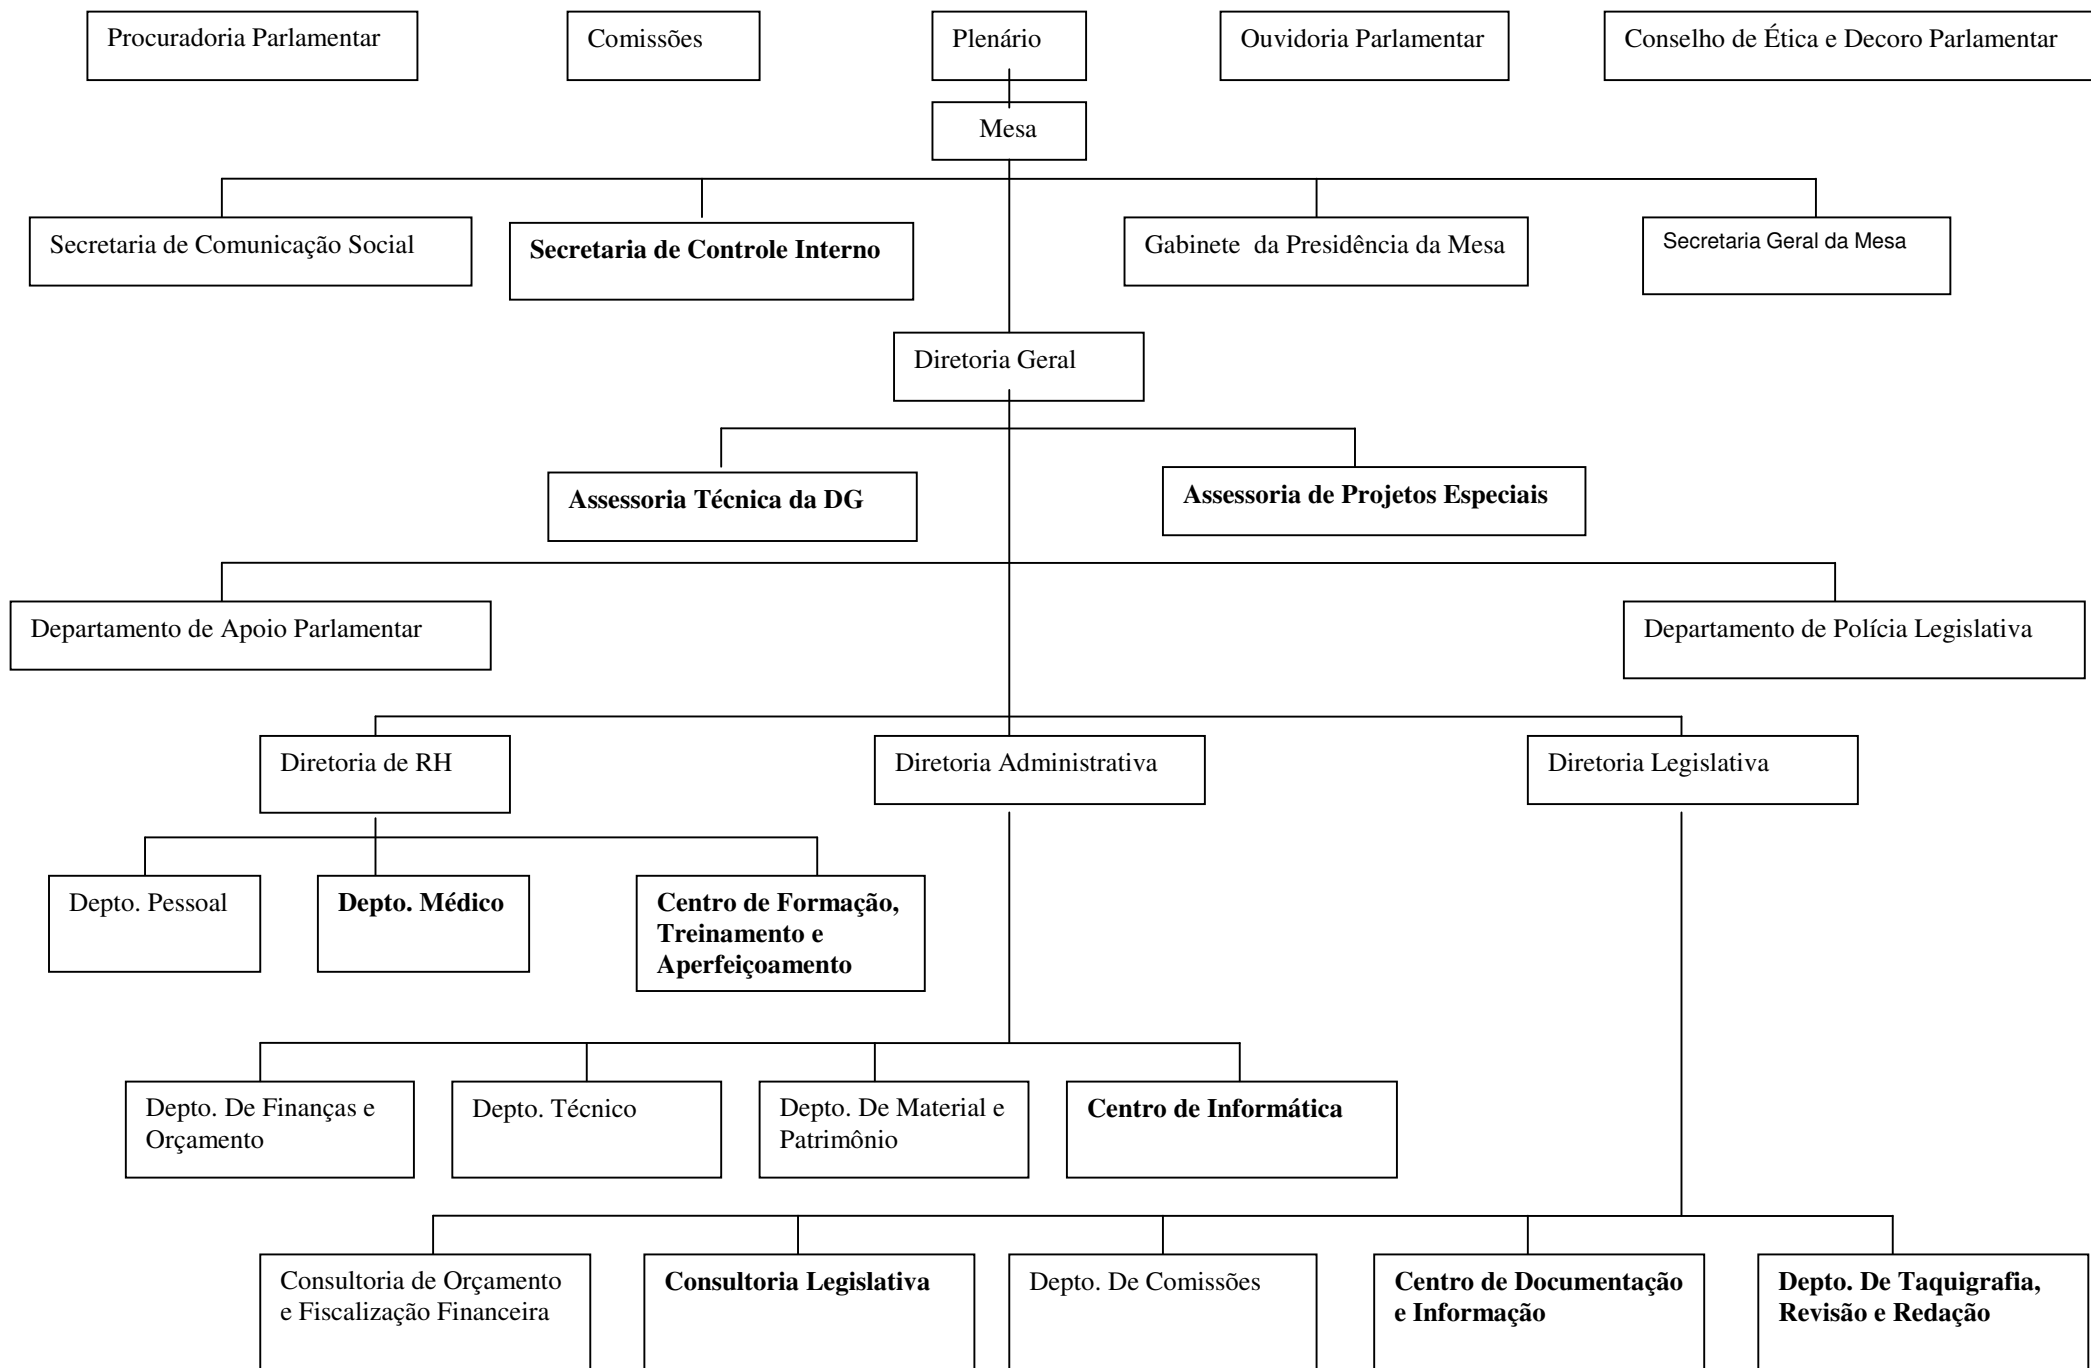 Procuradoria Parlamentar
Comissões
Plenário
Ouvidoria Parlamentar
Conselho de Ética e Decoro Parlamentar
Mesa
Secretaria de Comunicação Social
Secretaria de Controle Interno
Gabinete da Presidência da Mesa
Secretaria Geral da Mesa
Diretoria Geral
Assessoria Técnica da DG
Assessoria de Projetos Especiais
Departamento de Apoio Parlamentar
Departamento de Polícia Legislativa
Diretoria de RH
Diretoria Administrativa
Diretoria Legislativa
Depto. Pessoal
Depto. Médico
Centro de Formação,
Treinamento e
Aperfeiçoamento
Depto. De Finanças e
Orçamento
Depto. Técnico
Depto. De Material e
Patrimônio
Centro de Informática
Consultoria de Orçamento
e Fiscalização Financeira
Consultoria Legislativa
Depto. De Comissões
Centro de Documentação
e Informação
Depto. De Taquigrafia,
Revisão e Redação